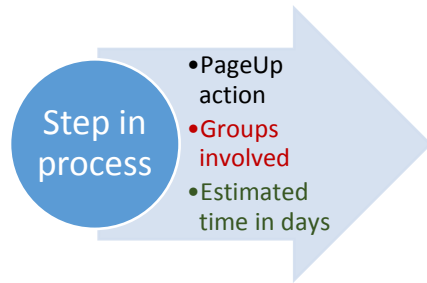 Step in
process
•PageUp
action
•Groups
involved
•Estimated
time in days